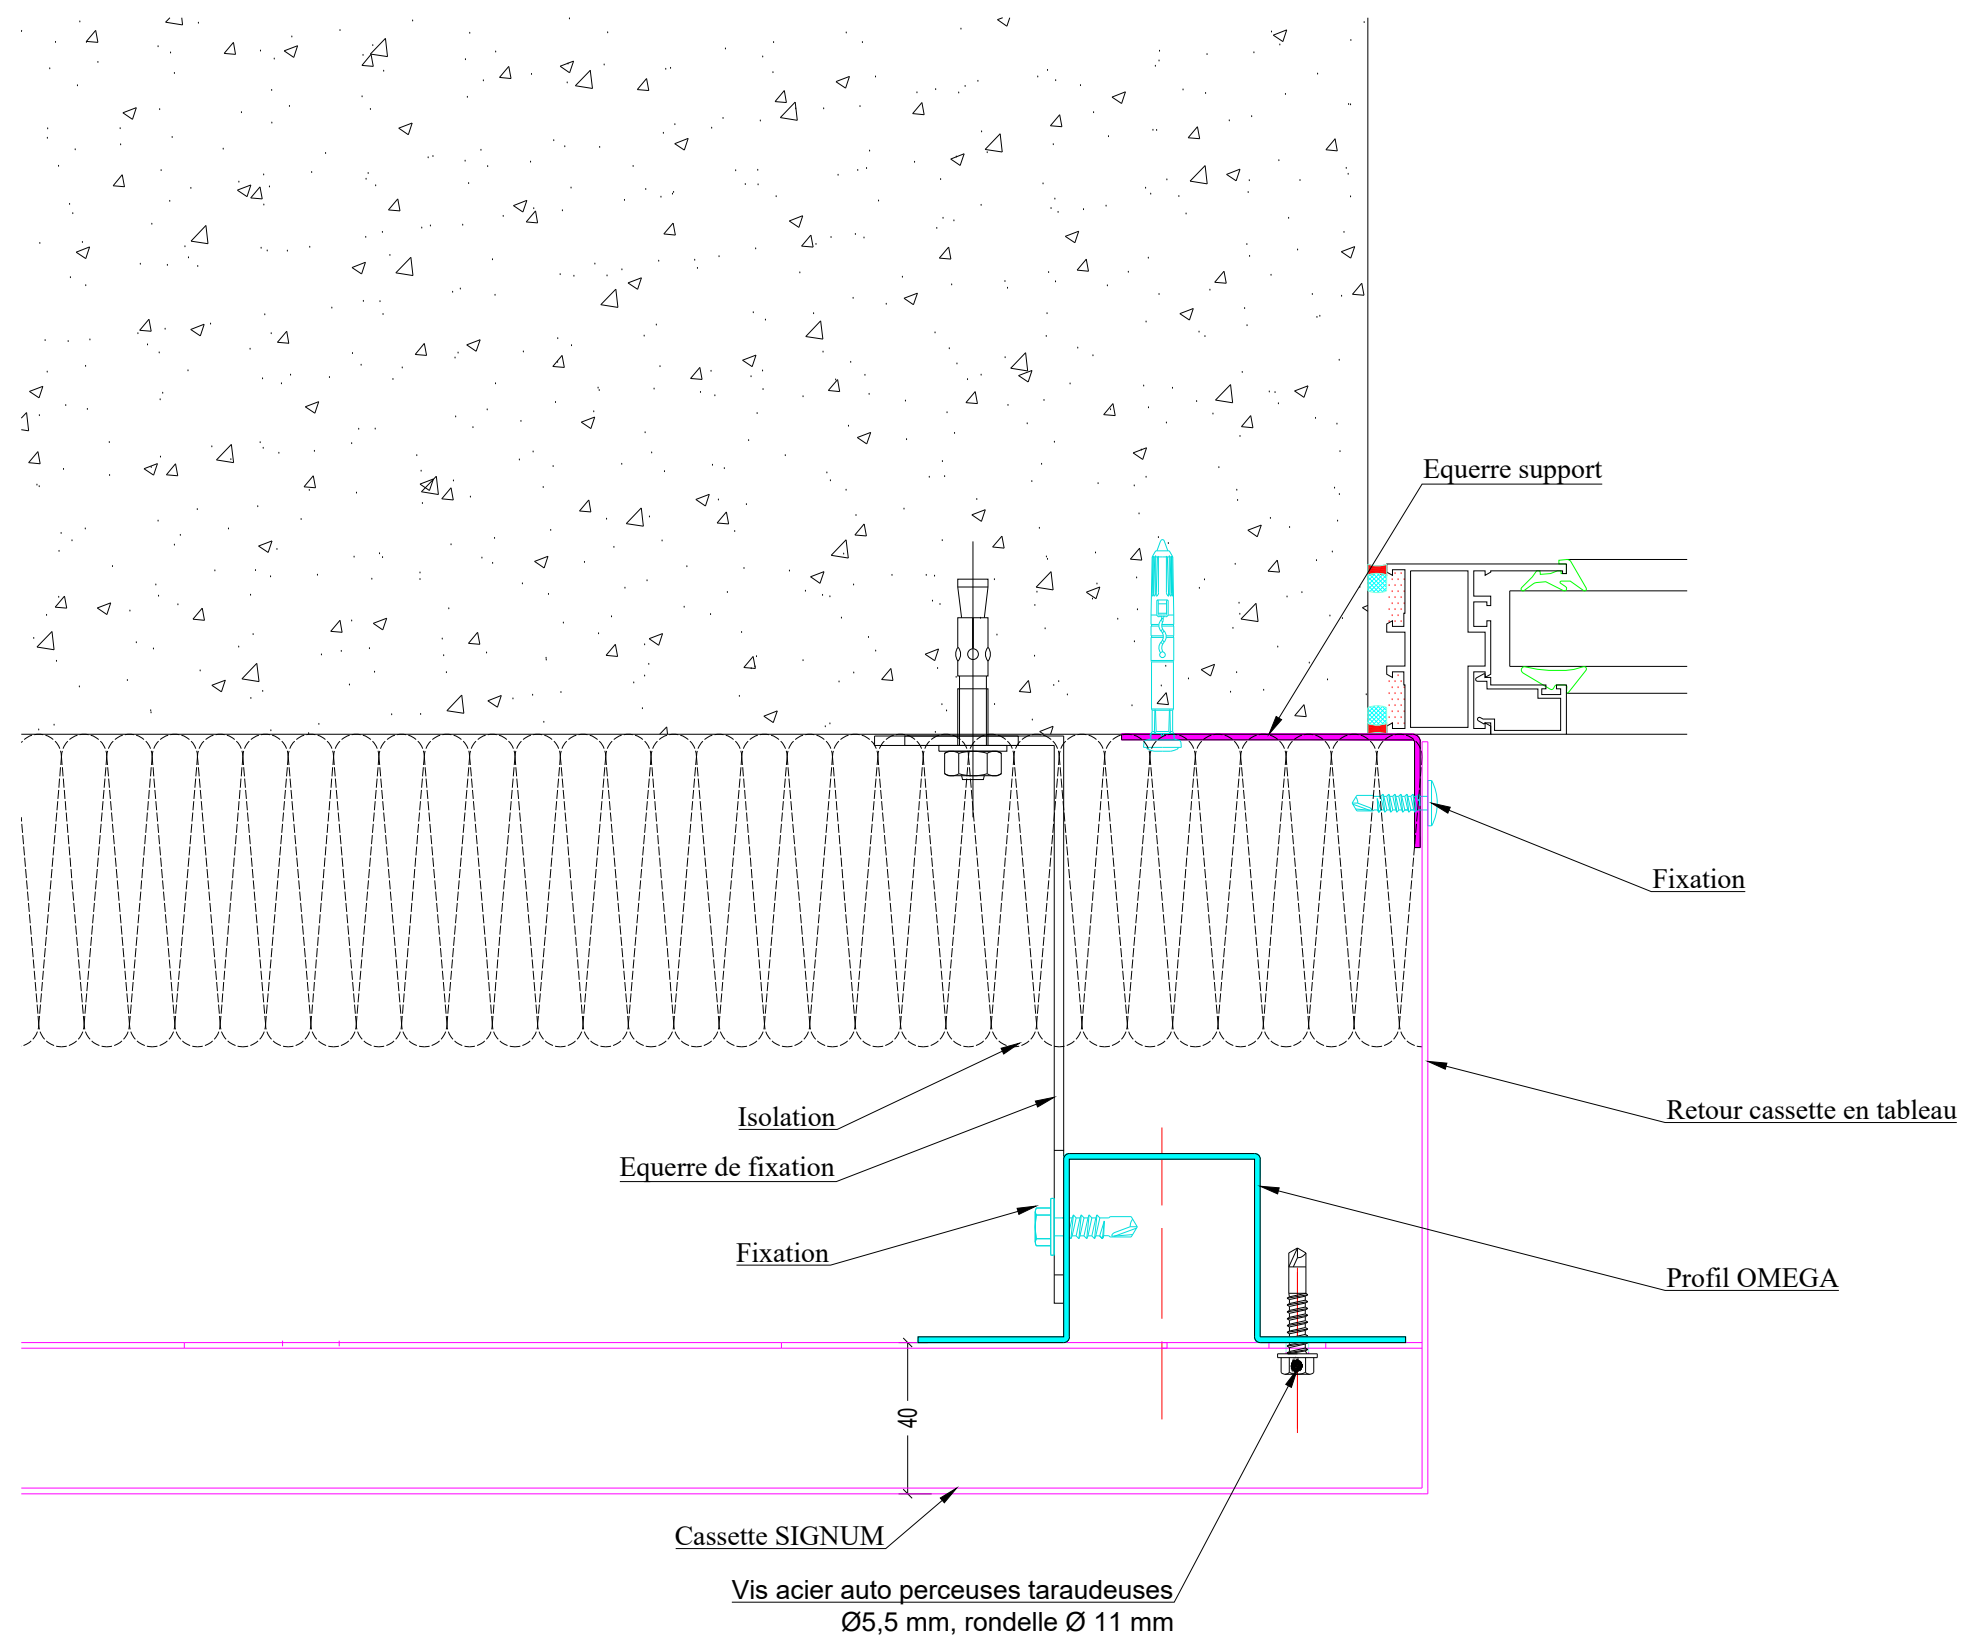 Equerre support
Fixation
Retour cassette en tableau
Isolation
Equerre de fixation
Fixation
Profil OMEGA
40
Cassette SIGNUM
Vis acier auto perceuses taraudeuses
Ø5,5 mm, rondelle Ø 11 mm